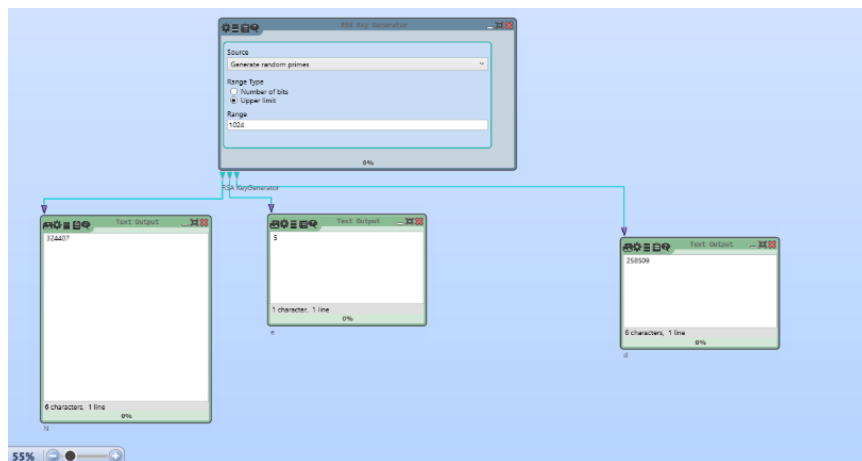 RSA Key Generator
Source
Generate random primes
Range Type
Number of bits
Upper limit
Range
1024
0%
RSA KeyGenerator
Text Output
324407
6 characters, 1 line
0%
N
Text Output
5
1 character, 1 line
0%
e
Text Output
258509
6 characters, 1 line
0%
d
55%